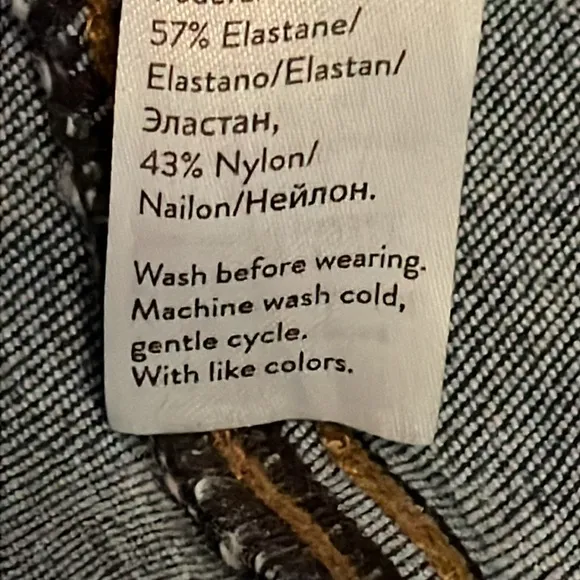 57% Elastane/
Elastano/Elastan/
Эластан,
43% Nylon/
Nailon/Нейлон.
Wash before wearing.
Machine wash cold,
gentle cycle.
With like colors.